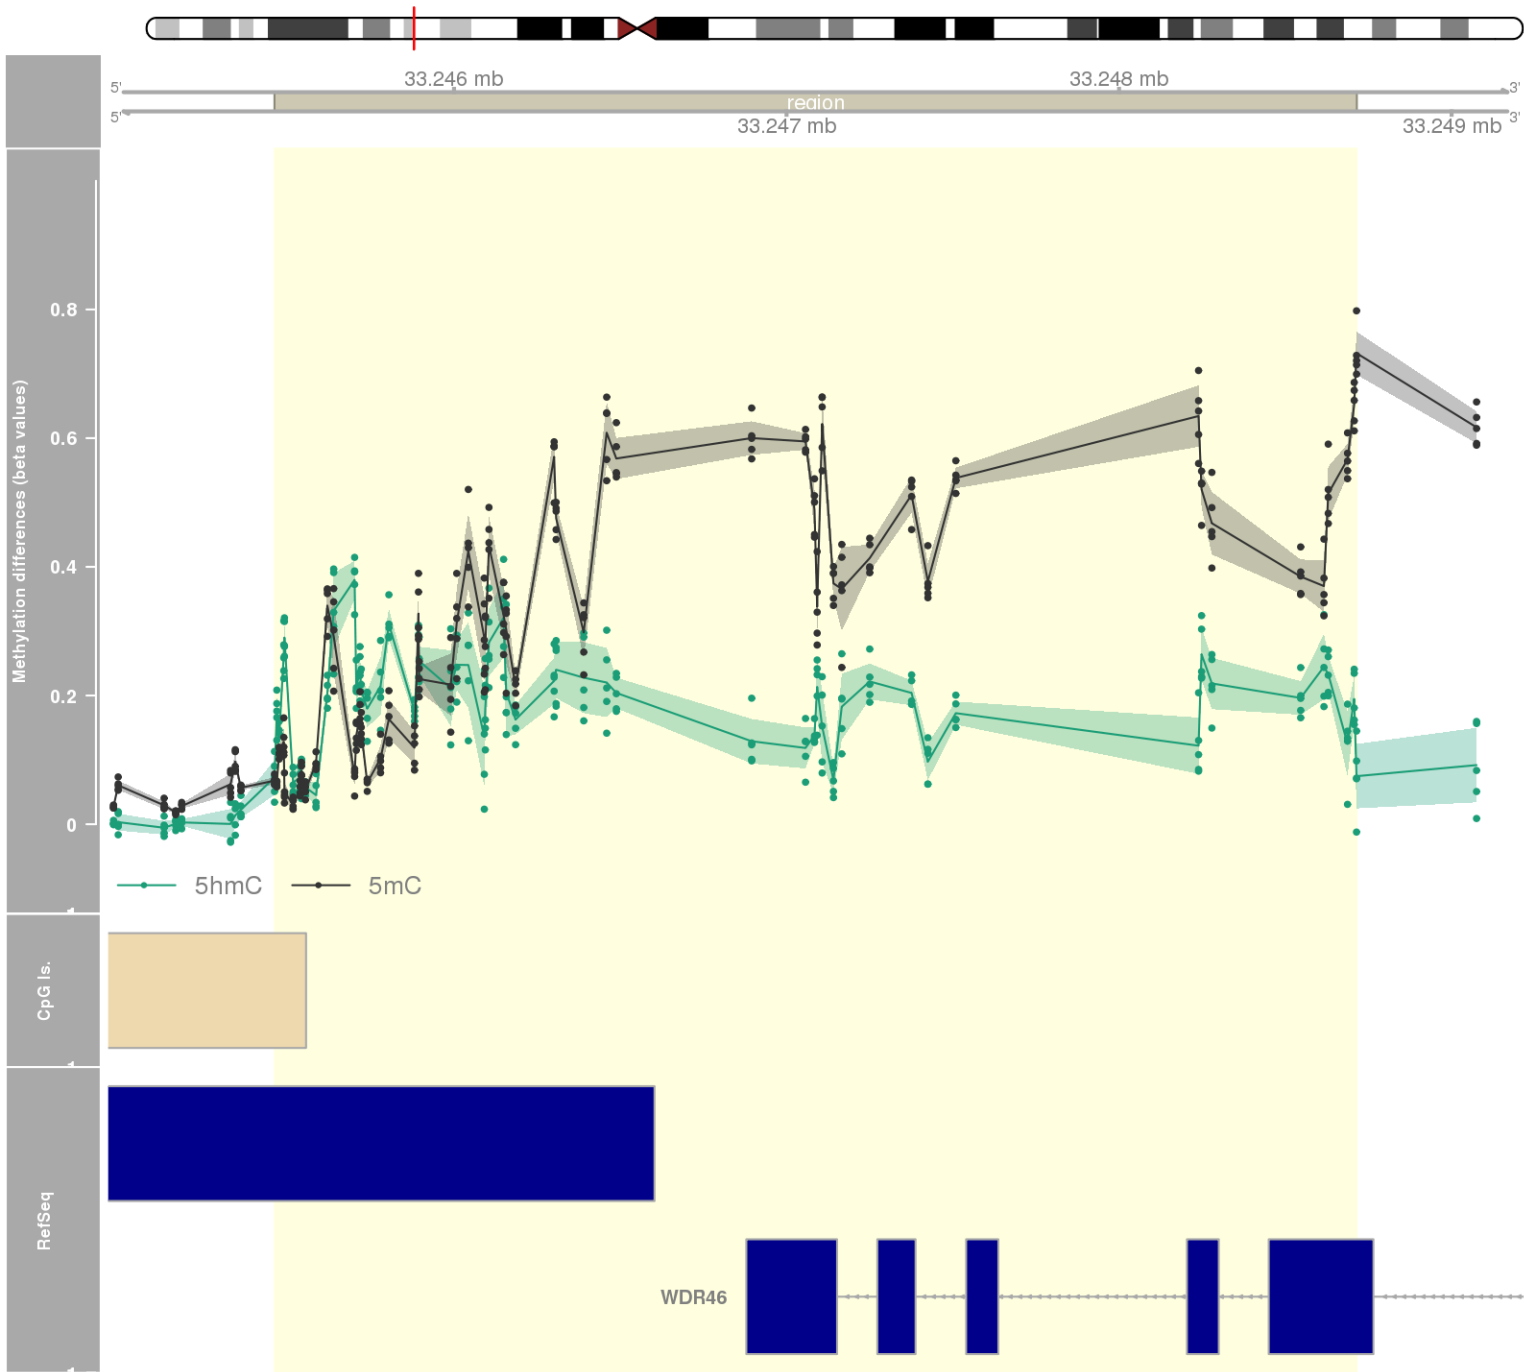 33.246 mb
33.248 mb
5'
3'
region
5'
3'
33.247 mb
33.249 mb
Methylation differences (beta values)
0.8
0.6
0.4
0.2
0
5hmC
5mC
CpG Is.
RefSeq
WDR46